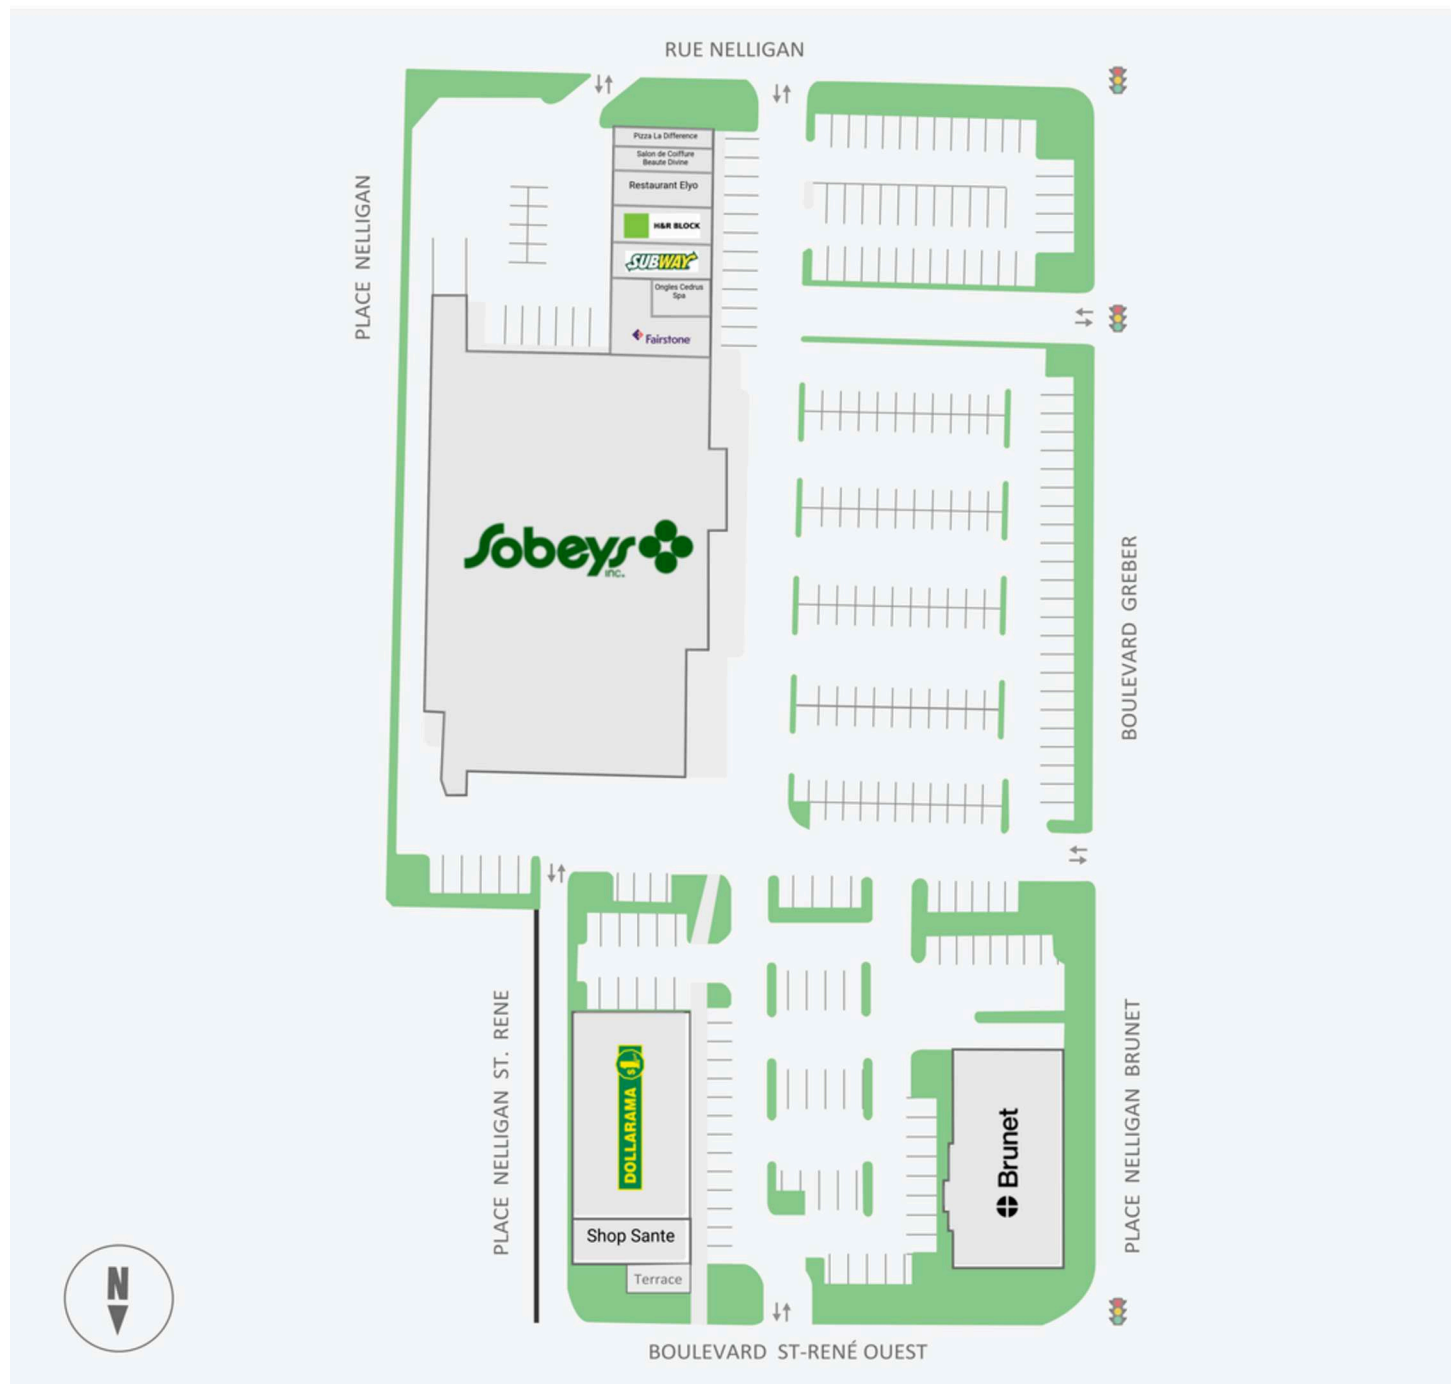 RUE NELLIGAN
PLACE NELLIGAN
Pizza La Difference
Salon de Coiffure
Beaute Divine
Restaurant Elyo
H&R BLOCK
SUBWAY
Ongles Cedrus
Spa
Fairstone
Sobeys
INC.
BOULEVARD GREBER
PLACE NELLIGAN ST. RENE
DOLLARAMA $1
Shop Sante
Terrace
Brunet
PLACE NELLIGAN BRUNET
N
BOULEVARD ST-RENÉ OUEST